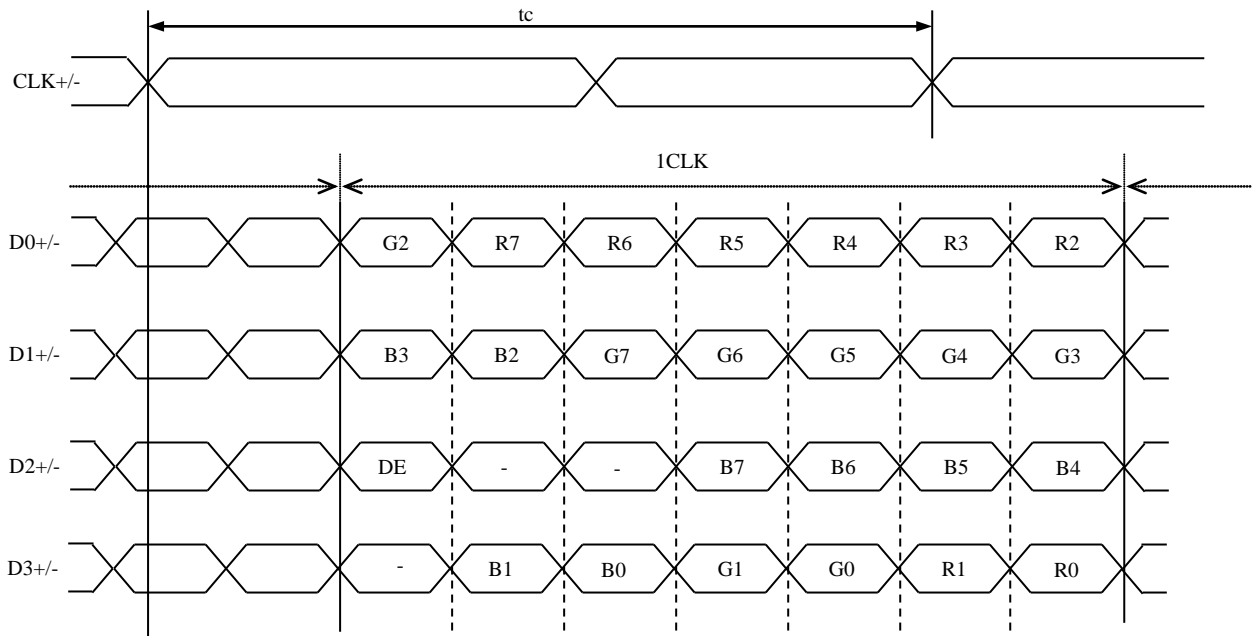 tc
CLK+/-
1CLK
D0+/- G2 R7 R6 R5 R4 R3 R2
D1+/- B3 B2 G7 G6 G5 G4 G3
D2+/- DE - - B7 B6 B5 B4
D3+/- - B1 B0 G1 G0 R1 R0